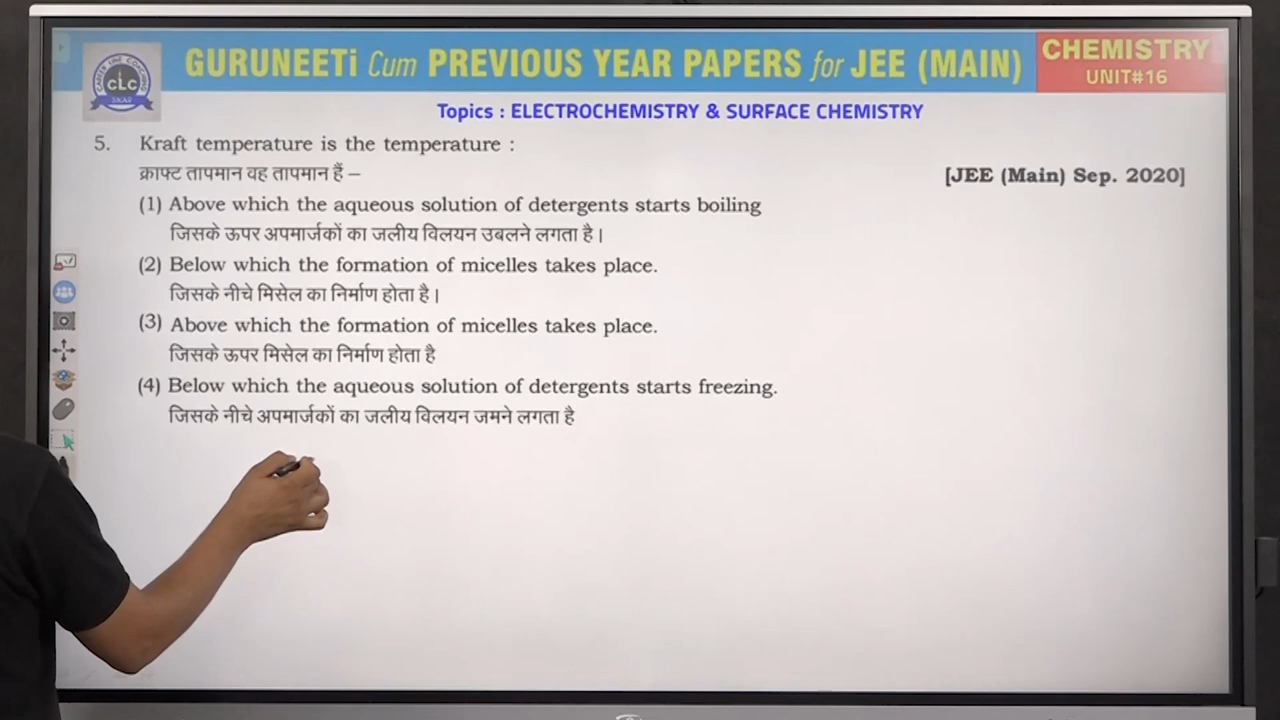 GURUNEETi Cum PREVIOUS YEAR PAPERS for JEE (MAIN)
CHEMISTRY
UNIT#16
CLC
SIKAR
Topics : ELECTROCHEMISTRY & SURFACE CHEMISTRY
5. Kraft temperature is the temperature :
क्राफ्ट तापमान वह तापमान हैं –
[JEE (Main) Sep. 2020]
(1) Above which the aqueous solution of detergents starts boiling
जिसके ऊपर अपमार्जकों का जलीय विलयन उबलने लगता है।
(2) Below which the formation of micelles takes place.
जिसके नीचे मिसेल का निर्माण होता है।
(3) Above which the formation of micelles takes place.
जिसके ऊपर मिसेल का निर्माण होता है
(4) Below which the aqueous solution of detergents starts freezing.
जिसके नीचे अपमार्जकों का जलीय विलयन जमने लगता है